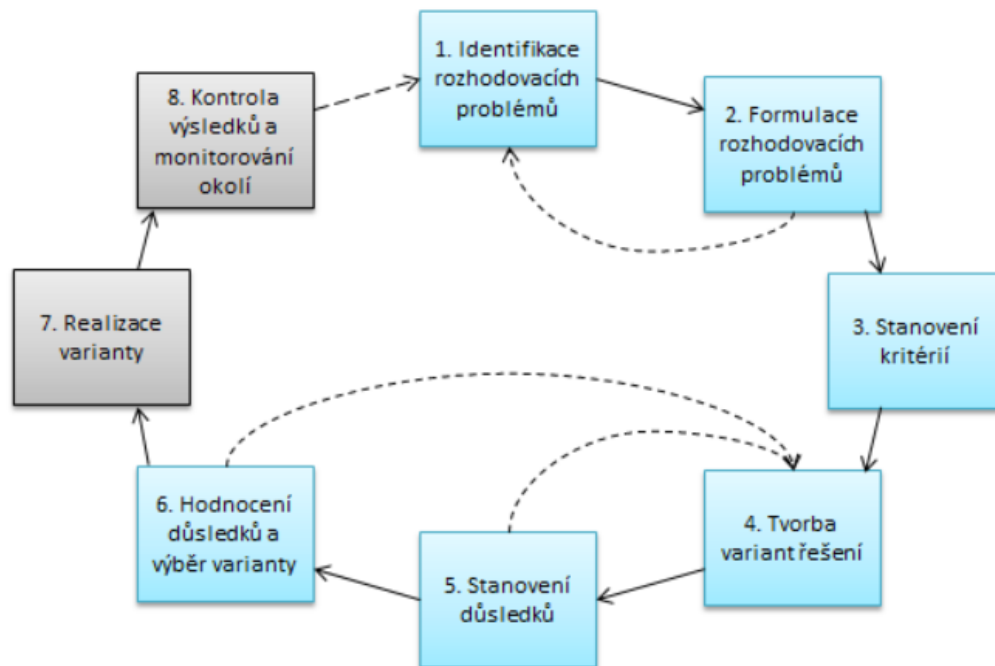 1. Identifikace
rozhodovacích
problémů
2. Formulace
rozhodovacích
problémů
3. Stanovení
kritérií
4. Tvorba
variant řešení
5. Stanovení
důsledků
6. Hodnocení
důsledků a
výběr varianty
7. Realizace
varianty
8. Kontrola
výsledků a
monitorování
okolí